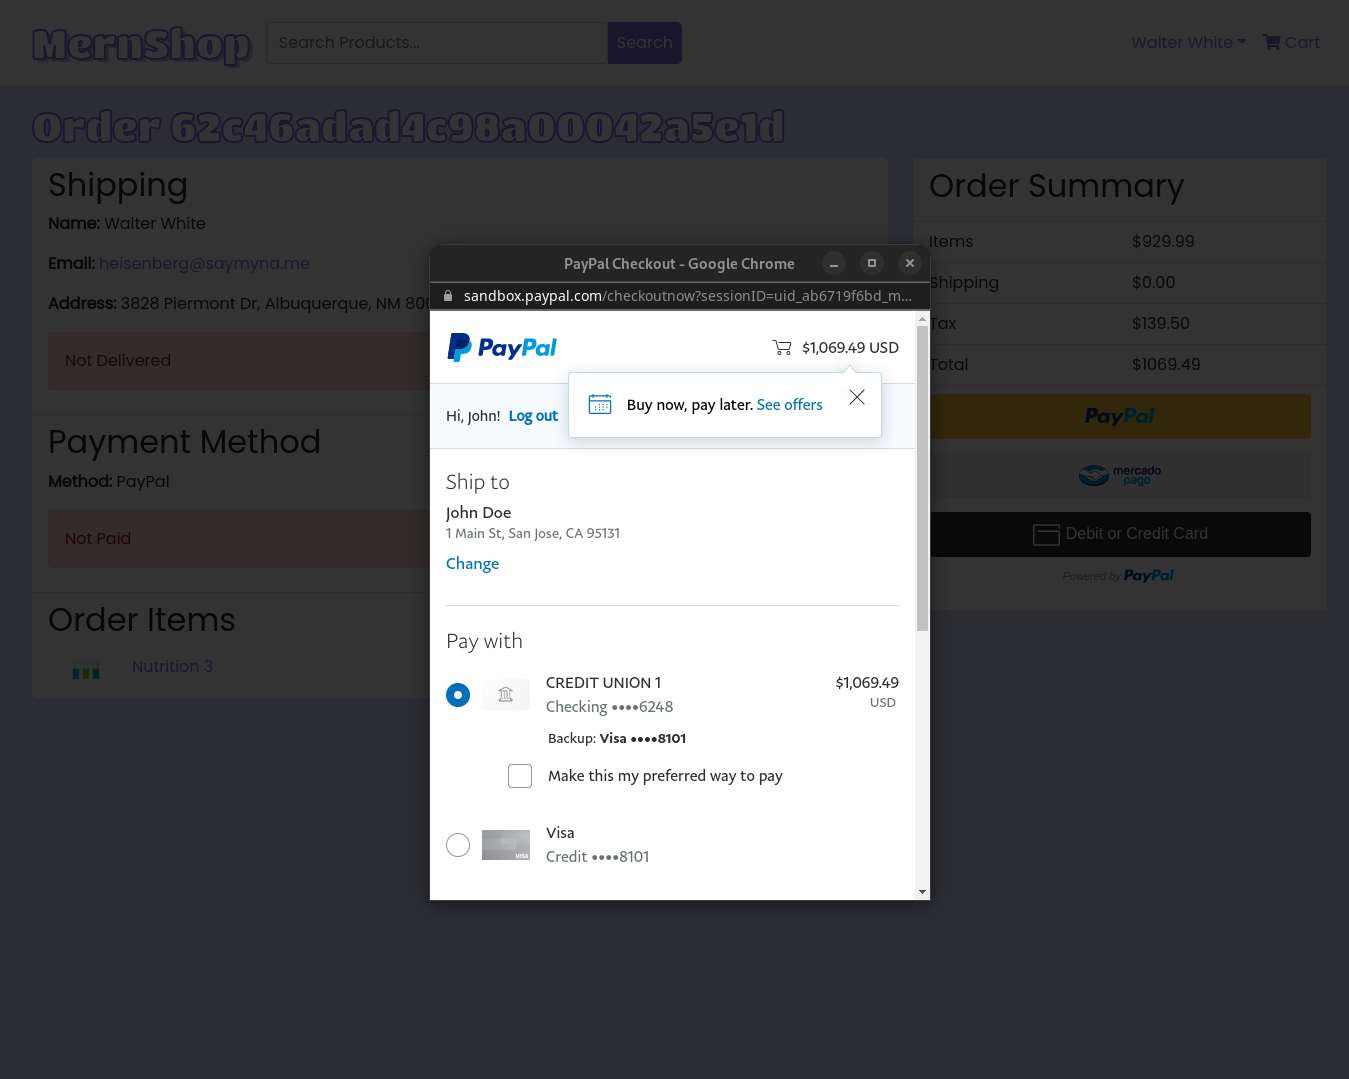 MernShop
Search Products...
Search
Walter White
Cart
Order 62c46adad4c98a00042a5e1d
Shipping
Name: Walter White
Email: heisenberg@saymyna.me
Address: 3828 Piermont Dr, Albuquerque, NM 800
Not Delivered
Payment Method
Method: PayPal
Not Paid
Order Items
Nutrition 3
Order Summary
Items $929.99
Shipping $0.00
Tax $139.50
Total $1069.49
PayPal
mercado
pago
Debit or Credit Card
Powered by PayPal
PayPal Checkout - Google Chrome
sandbox.paypal.com/checkoutnow?sessionID=uid_ab6719f6bd_m...
PayPal
$1,069.49 USD
Buy now, pay later. See offers
Hi, John! Log out
Ship to
John Doe
1 Main St, San Jose, CA 95131
Change
Pay with
CREDIT UNION 1 $1,069.49
Checking ••••6248 USD
Backup: Visa ••••8101
Make this my preferred way to pay
Visa
Credit ••••8101
VISA